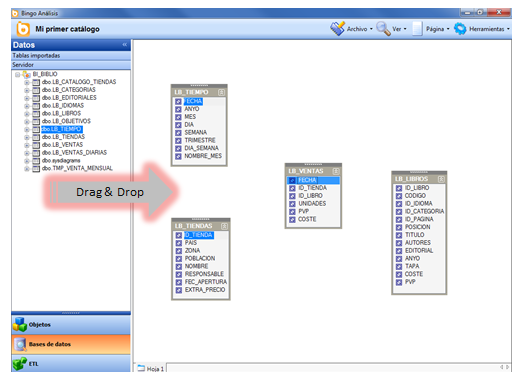 Bingo Análisis
Mi primer catálogo
Archivo
Ver
Página
Herramientas
Datos
Tablas importadas
Servidor
BI_BIBLIO
dbo.LB_CATALOGO_TIENDAS
dbo.LB_CATEGORIAS
dbo.LB_EDITORIALES
dbo.LB_IDIOMAS
dbo.LB_LIBROS
dbo.LB_OBJETIVOS
dbo.LB_TIEMPO
dbo.LB_TIENDAS
dbo.LB_VENTAS
dbo.LB_VENTAS_DIARIAS
dbo.sysdiagrams
dbo.TMP_VENTA_MENSUAL
Drag & Drop
LB_TIEMPO
FECHA
ANYO
MES
DIA
SEMANA
TRIMESTRE
DIA_SEMANA
NOMBRE_MES
LB_TIENDAS
ID_TIENDA
PAIS
ZONA
POBLACION
NOMBRE
RESPONSABLE
FEC_APERTURA
EXTRA_PRECIO
LB_VENTAS
FECHA
ID_TIENDA
ID_LIBRO
UNIDADES
PVP
COSTE
LB_LIBROS
ID_LIBRO
CODIGO
ID_IDIOMA
ID_CATEGORIA
ID_PAGINA
POSICION
TITULO
AUTORES
EDITORIAL
ANYO
TAPA
COSTE
PVP
Objetos
Bases de datos
ETL
Hoja 1